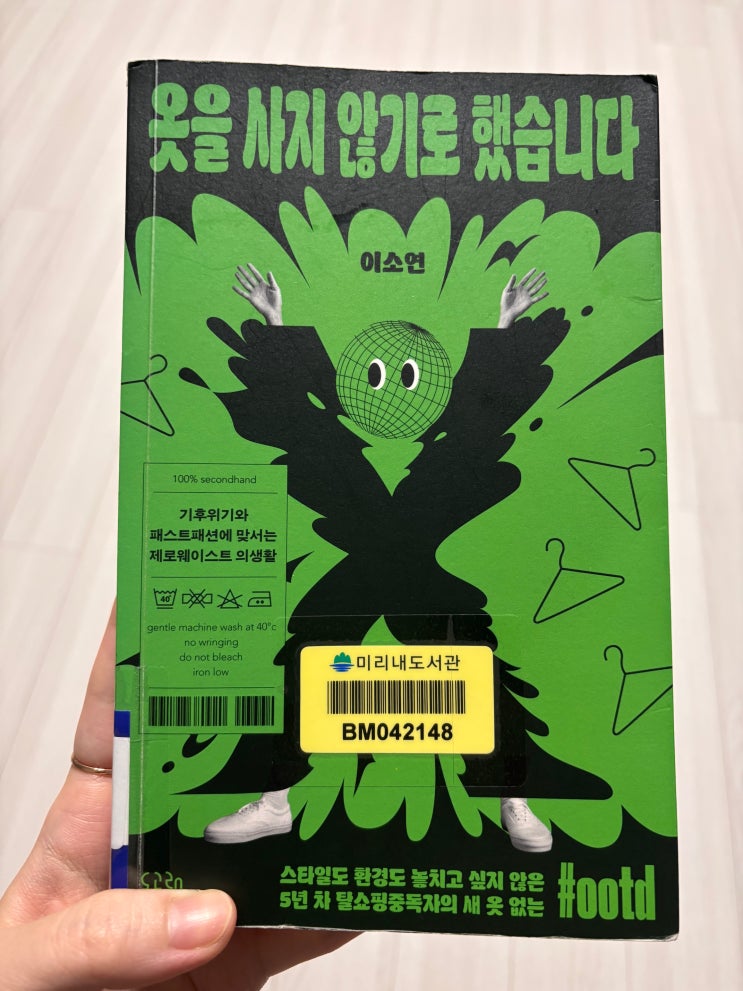 옷을 사지 않기로 했습니다
이소연
100% secondhand
기후위기와
패스트패션에 맞서는
제로웨이스트 의생활
40°
gentle machine wash at 40°c
no wringing
do not bleach
iron low
미리내도서관
BM042148
스타일도 환경도 놓치고 싶지 않은
5년 차 탈쇼핑중독자의 새 옷 없는
#ootd